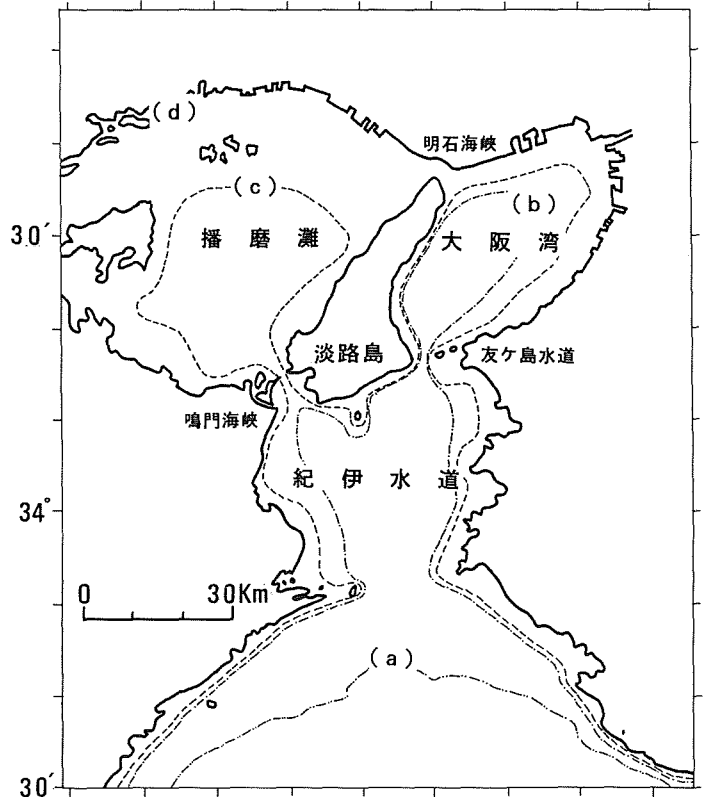 (d)
明石海峡
(c)
(b)
30′
播磨灘
大阪湾
淡路島
友ケ島水道
鳴門海峡
紀伊水道
34°
0 30Km
(a)
30′